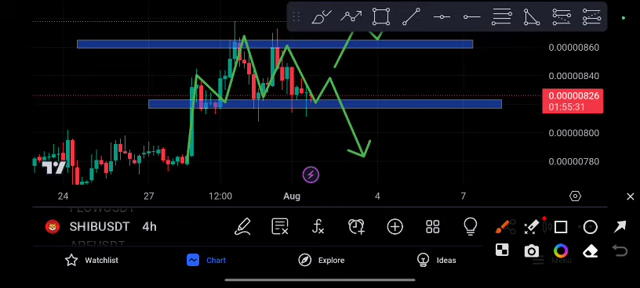 0.00000860
0.00000840
0.00000826
01:55:31
0.00000800
0.00000780
24 27 12:00 Aug 4 7
SHIBUSDT 4h
Watchlist Chart Explore Ideas